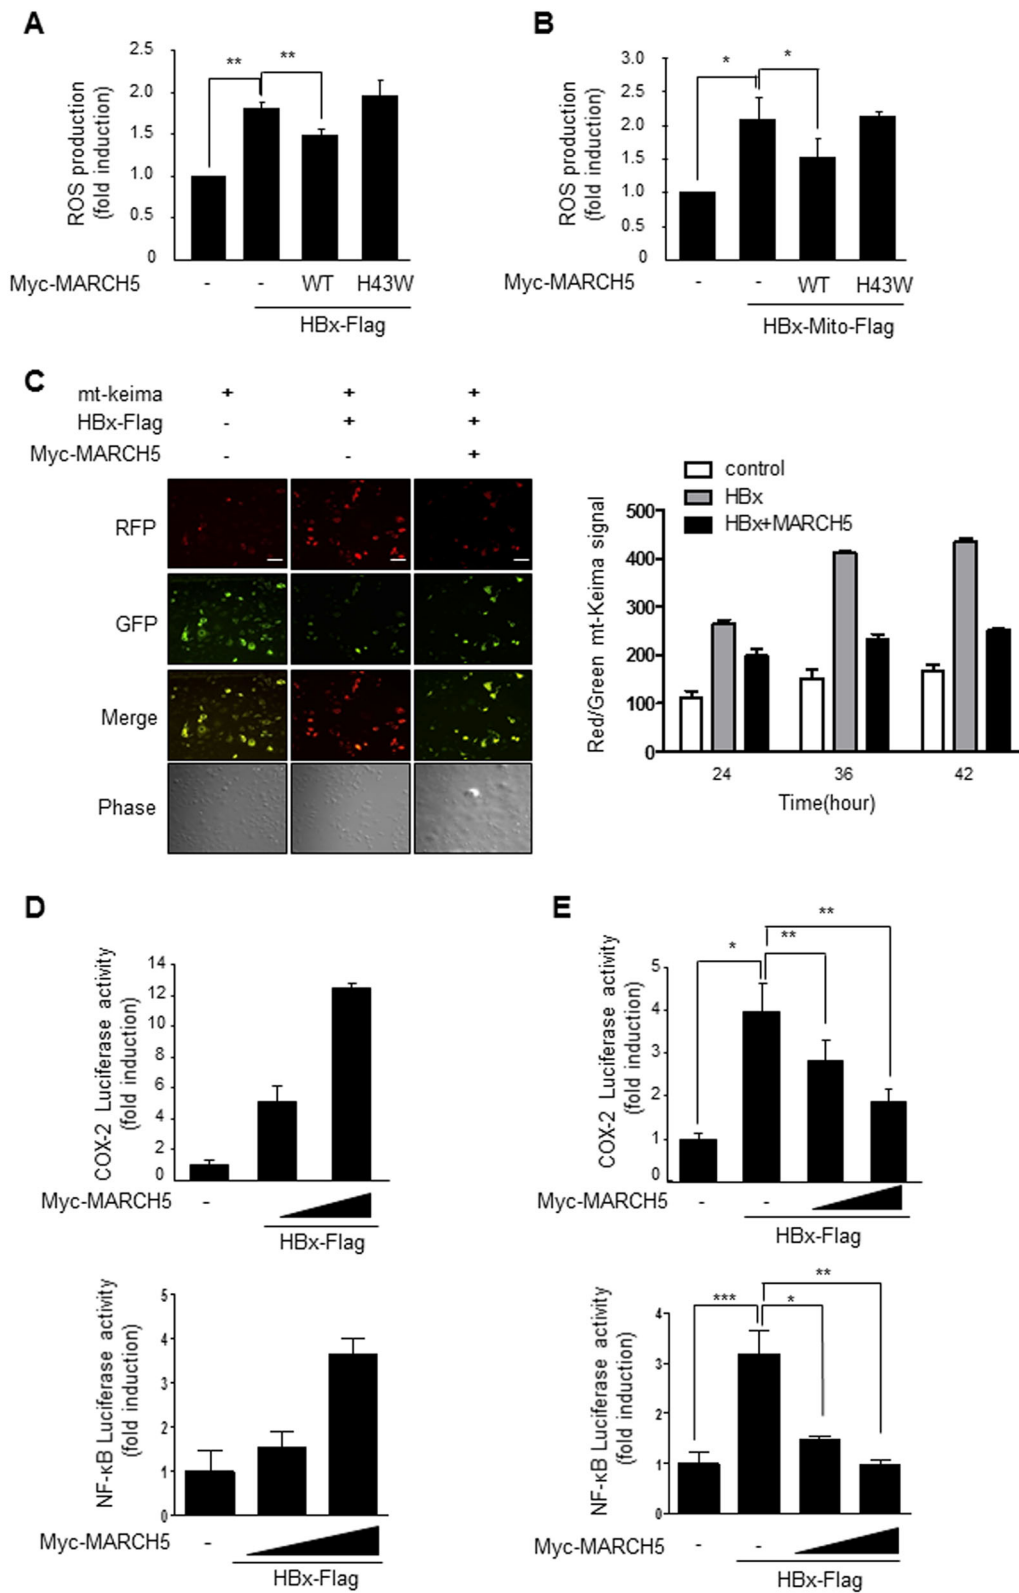 A
ROS production
(fold induction)
2.5
2.0
1.5
1.0
0.5
0
**
**
Myc-MARCH5 - - WT H43W
HBx-Flag
B
ROS production
(fold induction)
3.0
2.5
2.0
1.5
1.0
0.5
0
*
*
Myc-MARCH5 - - WT H43W
HBx-Mito-Flag
C
mt-keima + + +
HBx-Flag - + +
Myc-MARCH5 - - +
RFP
GFP
Merge
Phase
control
HBx
HBx+MARCH5
Red/Green mt-Keima signal
500
400
300
200
100
0
24 36 42
Time(hour)
D
COX-2 Luciferase activity
(fold induction)
14
12
10
8
6
4
2
0
Myc-MARCH5 -
HBx-Flag
NF-κB Luciferase activity
(fold induction)
5
4
3
2
1
0
Myc-MARCH5 -
HBx-Flag
E
COX-2 Luciferase activity
(fold induction)
5
4
3
2
1
0
*
**
**
Myc-MARCH5 - -
HBx-Flag
NF-κB Luciferase activity
(fold induction)
4
3
2
1
0
***
*
**
Myc-MARCH5 - -
HBx-Flag